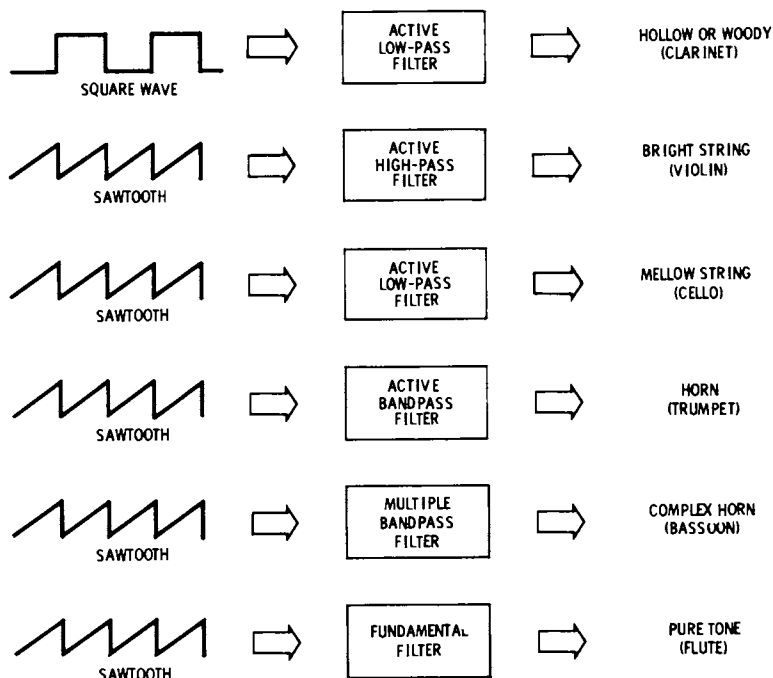 ACTIVE
LOW-PASS
FILTER
HOLLOW OR WOODY
(CLARINET)
SQUARE WAVE
ACTIVE
HIGH-PASS
FILTER
BRIGHT STRING
(VIOLIN)
SAWTOOTH
ACTIVE
LOW-PASS
FILTER
MELLOW STRING
(CELLO)
SAWTOOTH
ACTIVE
BANDPASS
FILTER
HORN
(TRUMPET)
SAWTOOTH
MULTIPLE
BANDPASS
FILTER
COMPLEX HORN
(BASSOON)
SAWTOOTH
FUNDAMENTAL
FILTER
PURE TONE
(FLUTE)
SAWTOOTH